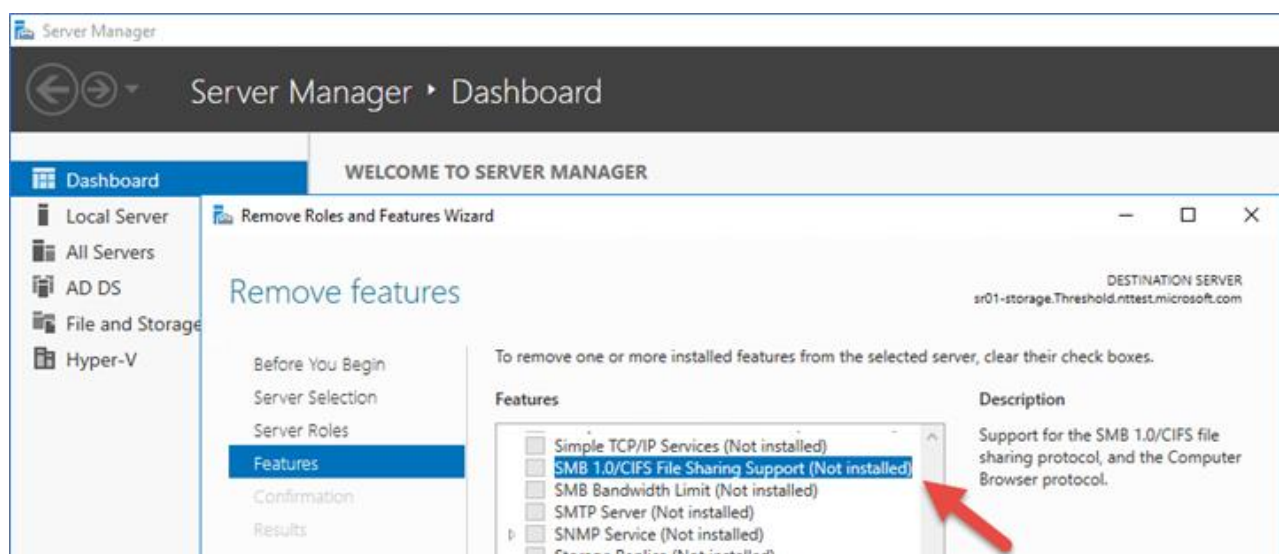 Server Manager
Server Manager • Dashboard
Dashboard
Local Server
All Servers
AD DS
File and Storage
Hyper-V
WELCOME TO SERVER MANAGER
Remove Roles and Features Wizard
Remove features
DESTINATION SERVER
sr01-storage.Threshold.nttest.microsoft.com
Before You Begin
Server Selection
Server Roles
Features
Confirmation
Results
To remove one or more installed features from the selected server, clear their check boxes.
Features
Simple TCP/IP Services (Not installed)
SMB 1.0/CIFS File Sharing Support (Not installed)
SMB Bandwidth Limit (Not installed)
SMTP Server (Not installed)
SNMP Service (Not installed)
Storage Replica (Not installed)
Description
Support for the SMB 1.0/CIFS file
sharing protocol, and the Computer
Browser protocol.